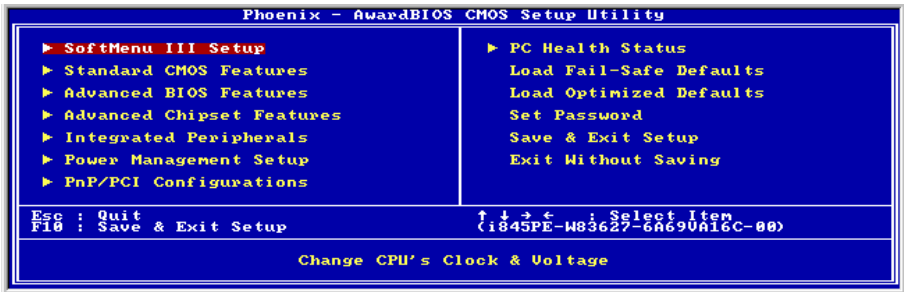 Phoenix - AwardBIOS CMOS Setup Utility
► SoftMenu III Setup
► Standard CMOS Features
► Advanced BIOS Features
► Advanced Chipset Features
► Integrated Peripherals
► Power Management Setup
► PnP/PCI Configurations
► PC Health Status
Load Fail-Safe Defaults
Load Optimized Defaults
Set Password
Save & Exit Setup
Exit Without Saving
Esc : Quit
F10 : Save & Exit Setup
↑ ↓ → ← : Select Item
(i845PE-W83627-6A69VA16C-00)
Change CPU's Clock & Voltage